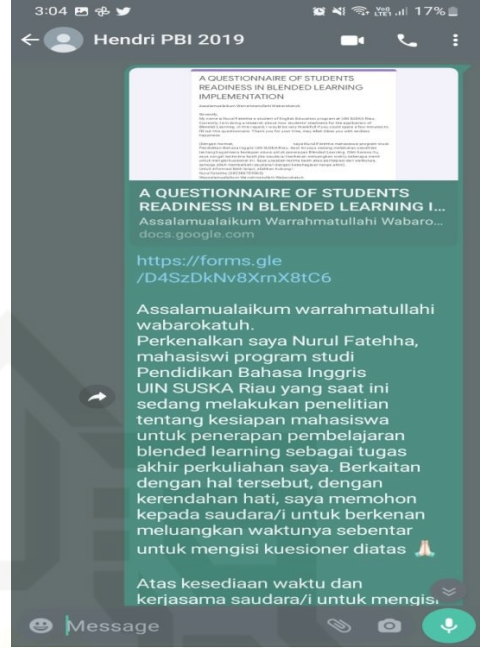 3:04
17%
Hendri PBI 2019
A QUESTIONNAIRE OF STUDENTS
READINESS IN BLENDED LEARNING
IMPLEMENTATION
Assalamualaikum Warrahmatullahi Wabarokatuh
A QUESTIONNAIRE OF STUDENTS
READINESS IN BLENDED LEARNING I...
Assalamualaikum Warrahmatullahi Wabaro...
docs.google.com
https://forms.gle
/D4SzDkNv8XrnX8tC6
Assalamualaikum warrahmatullahi
wabarokatuh.
Perkenalkan saya Nurul Fatehha,
mahasiswi program studi
Pendidikan Bahasa Inggris
UIN SUSKA Riau yang saat ini
sedang melakukan penelitian
tentang kesiapan mahasiswa
untuk penerapan pembelajaran
blended learning sebagai tugas
akhir perkuliahan saya. Berkaitan
dengan hal tersebut, dengan
kerendahan hati, saya memohon
kepada saudara/i untuk berkenan
meluangkan waktunya sebentar
untuk mengisi kuesioner diatas 🙏🏻
Atas kesediaan waktu dan
kerjasama saudara/i untuk mengisi
Message